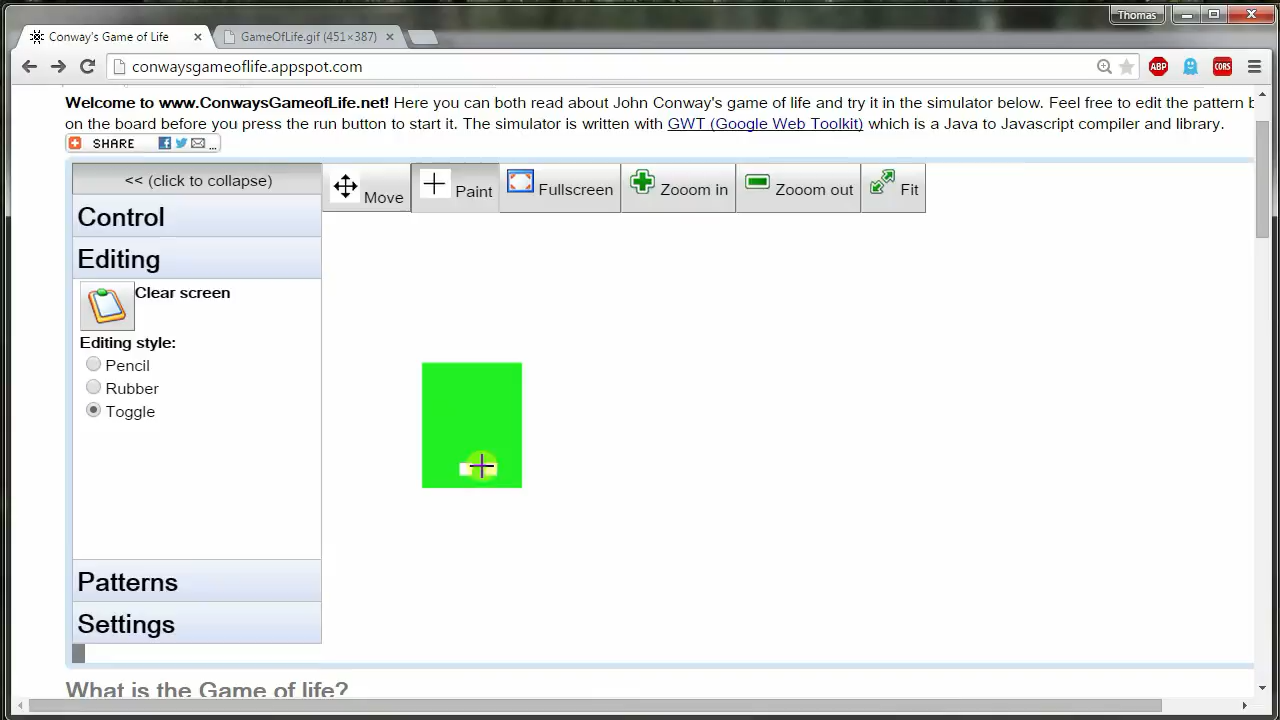 Thomas
Conway's Game of Life
GameOfLife.gif (451×387)
conwaysgameoflife.appspot.com
ABP
CORS
Welcome to www.ConwaysGameofLife.net! Here you can both read about John Conway's game of life and try it in the simulator below. Feel free to edit the pattern
on the board before you press the run button to start it. The simulator is written with GWT (Google Web Toolkit) which is a Java to Javascript compiler and library.
SHARE ...
<< (click to collapse)
Move
Paint
Fullscreen
Zooom in
Zooom out
Fit
Control
Editing
Clear screen
Editing style:
Pencil
Rubber
Toggle
Patterns
Settings
What is the Game of life?